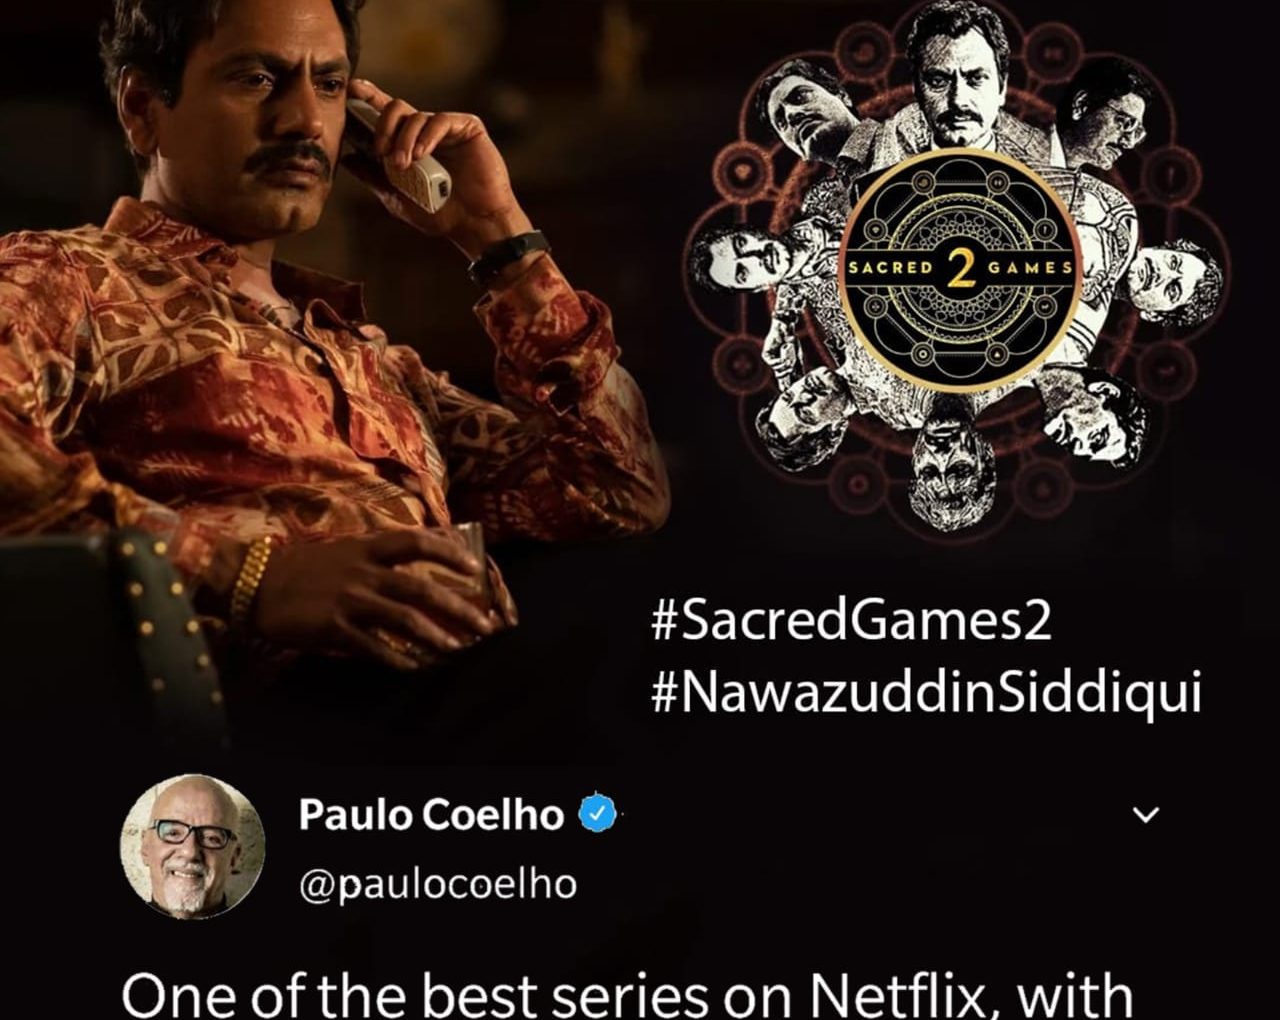 SACRED 2 GAMES
#SacredGames2
#NawazuddinSiddiqui
Paulo Coelho
@paulocoelho
One of the best series on Netflix, with